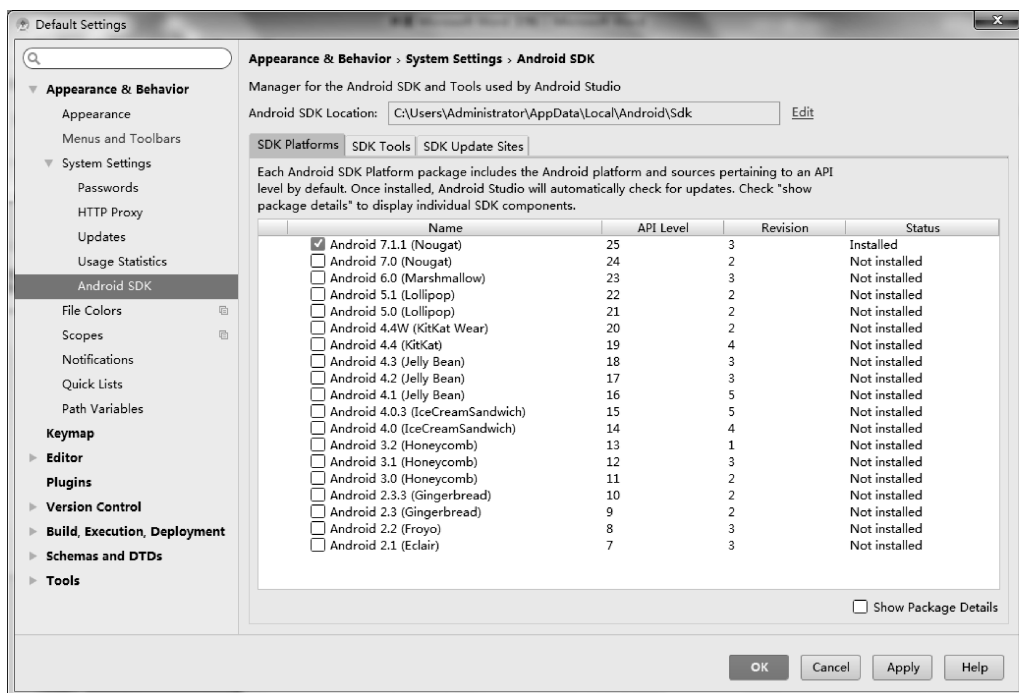 Default Settings
Appearance & Behavior
Appearance
Menus and Toolbars
System Settings
Passwords
HTTP Proxy
Updates
Usage Statistics
Android SDK
File Colors
Scopes
Notifications
Quick Lists
Path Variables
Keymap
Editor
Plugins
Version Control
Build, Execution, Deployment
Schemas and DTDs
Tools
Appearance & Behavior › System Settings › Android SDK
Manager for the Android SDK and Tools used by Android Studio
Android SDK Location: C:\Users\Administrator\AppData\Local\Android\Sdk Edit
SDK Platforms SDK Tools SDK Update Sites
Each Android SDK Platform package includes the Android platform and sources pertaining to an API
level by default. Once installed, Android Studio will automatically check for updates. Check "show
package details" to display individual SDK components.
Name API Level Revision Status
Android 7.1.1 (Nougat) 25 3 Installed
Android 7.0 (Nougat) 24 2 Not installed
Android 6.0 (Marshmallow) 23 3 Not installed
Android 5.1 (Lollipop) 22 2 Not installed
Android 5.0 (Lollipop) 21 2 Not installed
Android 4.4W (KitKat Wear) 20 2 Not installed
Android 4.4 (KitKat) 19 4 Not installed
Android 4.3 (Jelly Bean) 18 3 Not installed
Android 4.2 (Jelly Bean) 17 3 Not installed
Android 4.1 (Jelly Bean) 16 5 Not installed
Android 4.0.3 (IceCreamSandwich) 15 5 Not installed
Android 4.0 (IceCreamSandwich) 14 4 Not installed
Android 3.2 (Honeycomb) 13 1 Not installed
Android 3.1 (Honeycomb) 12 3 Not installed
Android 3.0 (Honeycomb) 11 2 Not installed
Android 2.3.3 (Gingerbread) 10 2 Not installed
Android 2.3 (Gingerbread) 9 2 Not installed
Android 2.2 (Froyo) 8 3 Not installed
Android 2.1 (Eclair) 7 3 Not installed
Show Package Details
OK Cancel Apply Help